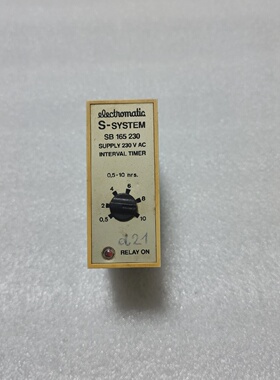 electromatic
S-SYSTEM
SB 165 230
SUPPLY 230 V AC
INTERVAL TIMER
0,5-10 hrs.
4 6
2 8
0,5 10
d21
RELAY ON